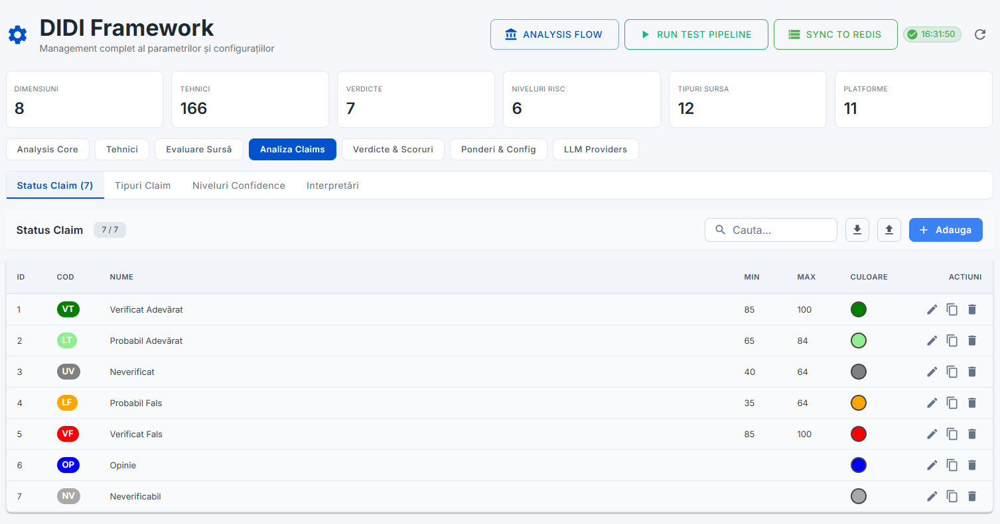 DIDI Framework
Management complet al parametrilor și configurațiilor
ANALYSIS FLOW
RUN TEST PIPELINE
SYNC TO REDIS
16:31:50
DIMENSIUNI
8
TEHNICI
166
VERDICTE
7
NIVELURI RISC
6
TIPURI SURSA
12
PLATFORME
11
Analysis Core
Tehnici
Evaluare Sursă
Analiza Claims
Verdicte & Scoruri
Ponderi & Config
LLM Providers
Status Claim (7)
Tipuri Claim
Niveluri Confidence
Interpretări
Status Claim
7 / 7
Cauta...
Adauga
ID COD NUME MIN MAX CULOARE ACTIUNI
1 VT Verificat Adevărat 85 100
2 LT Probabil Adevărat 65 84
3 UV Neverificat 40 64
4 LF Probabil Fals 35 64
5 VF Verificat Fals 85 100
6 OP Opinie
7 NV Neverificabil